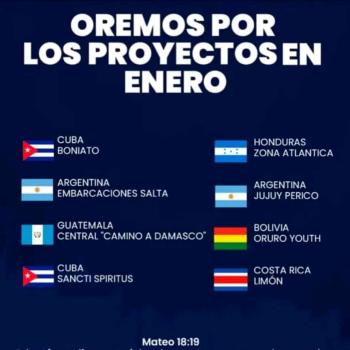 OREMOS POR
LOS PROYECTOS EN
ENERO
CUBA
BONIATO
ARGENTINA
EMBARCACIONES SALTA
GUATEMALA
CENTRAL "CAMINO A DAMASCO"
CUBA
SANCTI SPIRITUS
HONDURAS
ZONA ATLANTICA
ARGENTINA
JUJUY PERICO
BOLIVIA
ORURO YOUTH
COSTA RICA
LIMÓN
Mateo 18:19